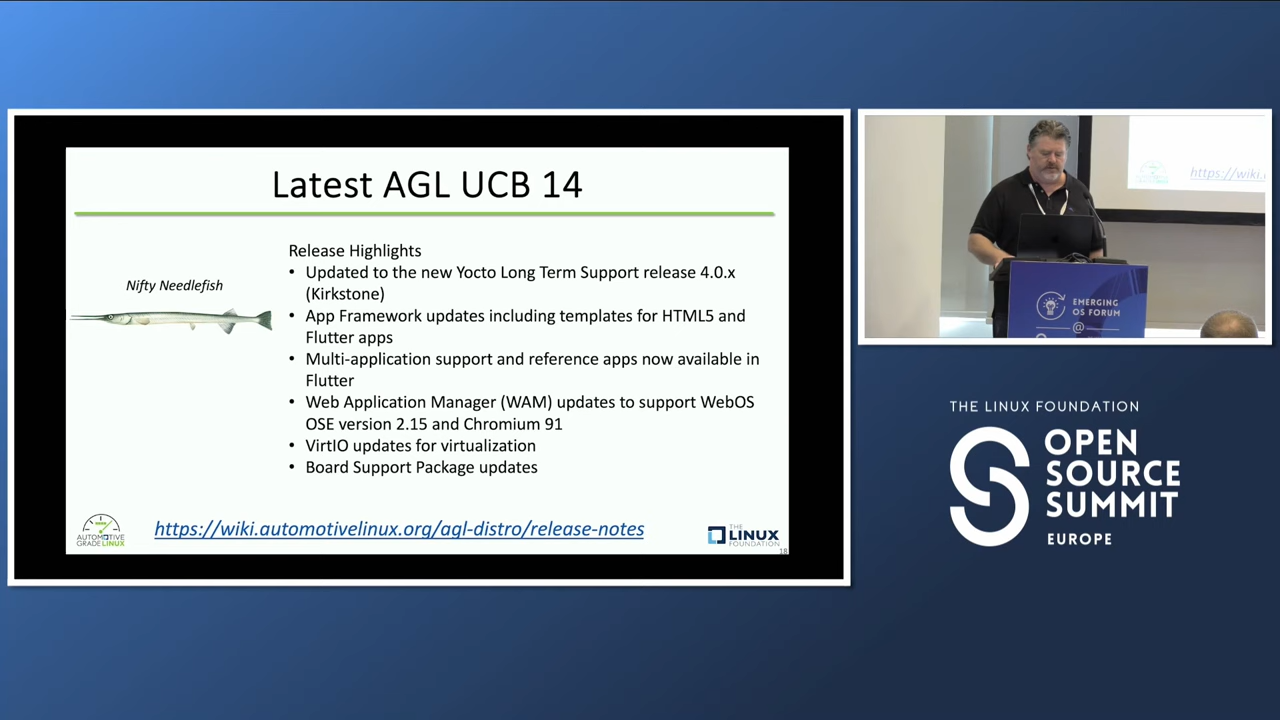 Latest AGL UCB 14
Nifty Needlefish
Release Highlights
• Updated to the new Yocto Long Term Support release 4.0.x
(Kirkstone)
• App Framework updates including templates for HTML5 and
Flutter apps
• Multi-application support and reference apps now available in
Flutter
• Web Application Manager (WAM) updates to support WebOS
OSE version 2.15 and Chromium 91
• VirtIO updates for virtualization
• Board Support Package updates
AUTOMOTIVE
GRADELINUX
https://wiki.automotivelinux.org/agl-distro/release-notes
THE
LINUX
FOUNDATION
18
https://wiki.
EMERGING
OS FORUM
@
THE LINUX FOUNDATION
OPEN
SOURCE
SUMMIT
EUROPE